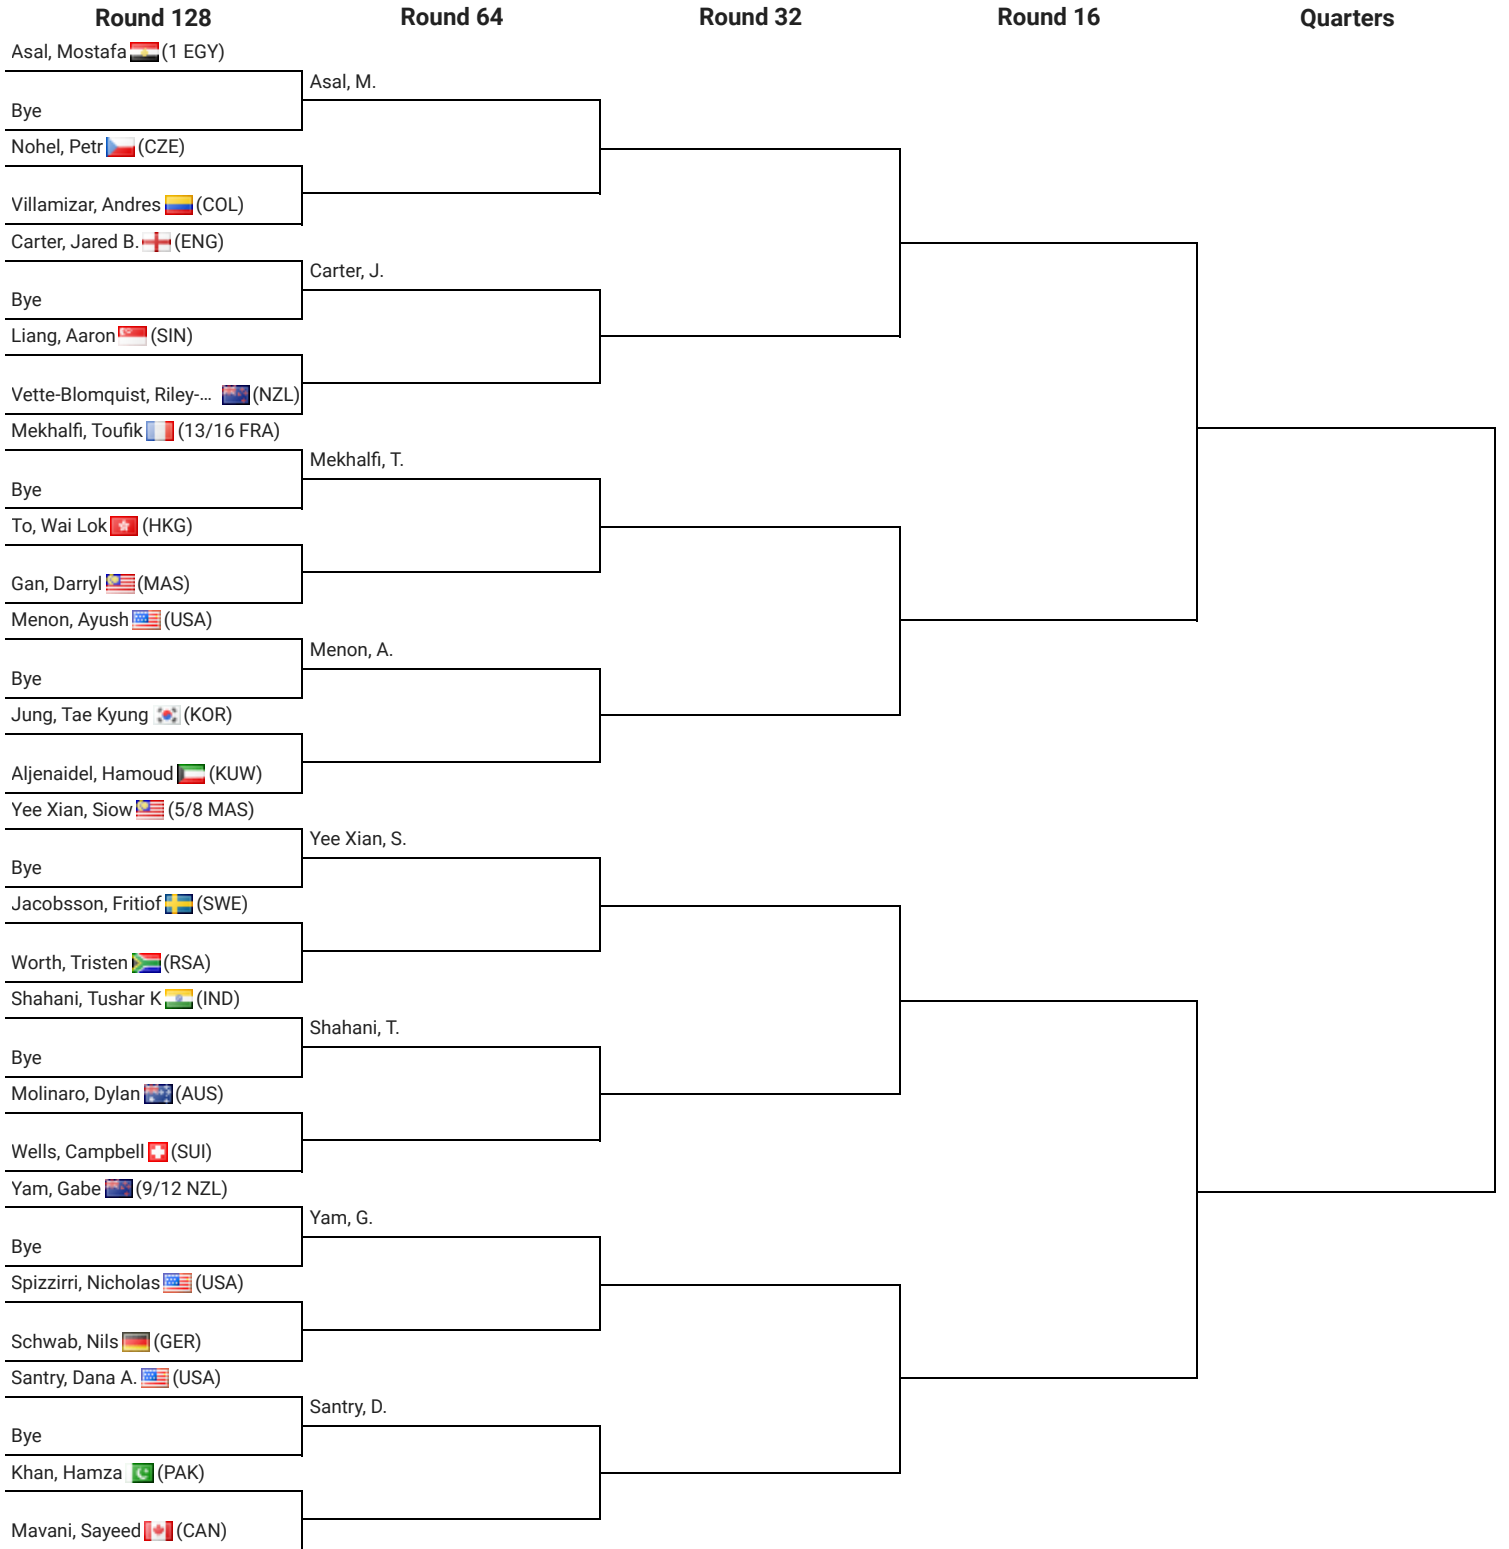 Round 128 Round 64 Round 32 Round 16 Quarters
Asal, Mostafa (1 EGY)
Asal, M.
Bye
Nohel, Petr (CZE)
Villamizar, Andres (COL)
Carter, Jared B. (ENG)
Carter, J.
Bye
Liang, Aaron (SIN)
Vette-Blomquist, Riley-... (NZL)
Mekhalfi, Toufik (13/16 FRA)
Mekhalfi, T.
Bye
To, Wai Lok (HKG)
Gan, Darryl (MAS)
Menon, Ayush (USA)
Menon, A.
Bye
Jung, Tae Kyung (KOR)
Aljenaidel, Hamoud (KUW)
Yee Xian, Siow (5/8 MAS)
Yee Xian, S.
Bye
Jacobsson, Fritiof (SWE)
Worth, Tristen (RSA)
Shahani, Tushar K (IND)
Shahani, T.
Bye
Molinaro, Dylan (AUS)
Wells, Campbell (SUI)
Yam, Gabe (9/12 NZL)
Yam, G.
Bye
Spizzirri, Nicholas (USA)
Schwab, Nils (GER)
Santry, Dana A. (USA)
Santry, D.
Bye
Khan, Hamza (PAK)
Mavani, Sayeed (CAN)